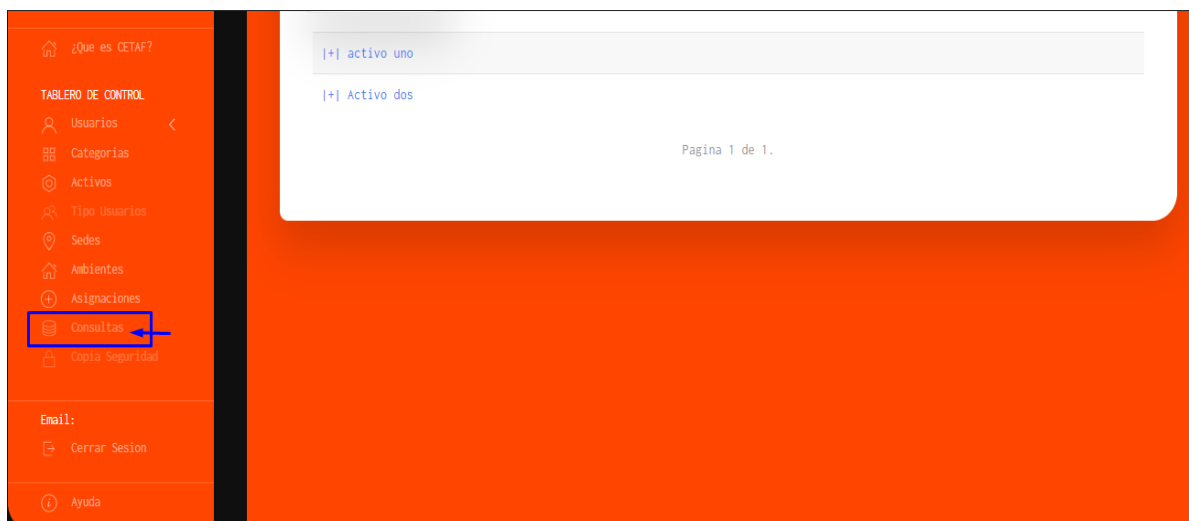 ¿Que es CETAF?
TABLERO DE CONTROL
Usuarios
Categorias
Activos
Tipo Usuarios
Sedes
Ambientes
Asignaciones
Consultas
Copia Seguridad
Email:
Cerrar Sesion
Ayuda
|+| activo uno
|+| Activo dos
Pagina 1 de 1.